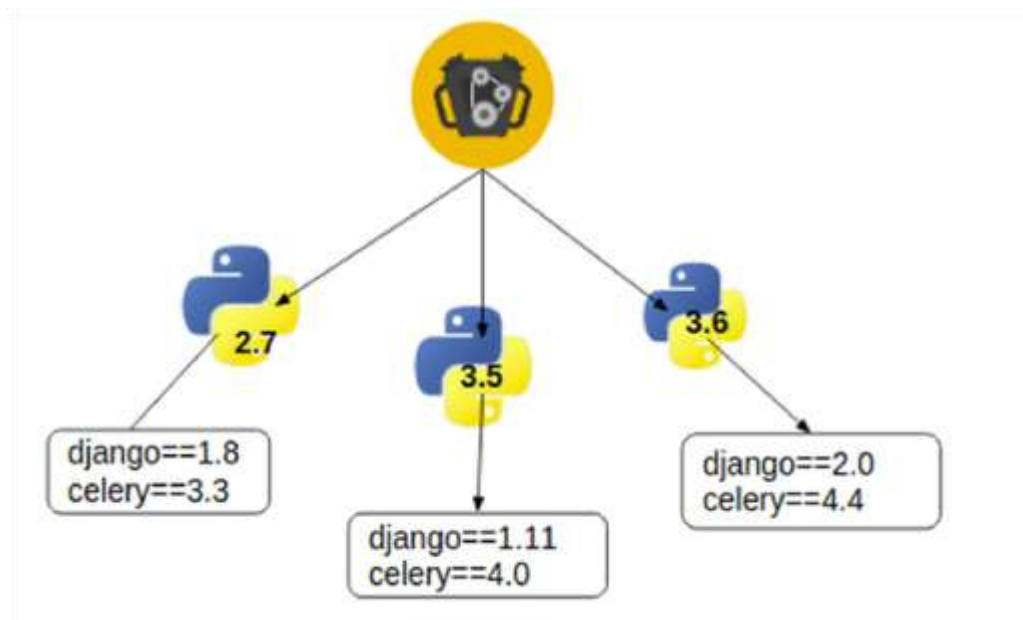 2.7
3.5
3.6
django==1.8
celery==3.3
django==1.11
celery==4.0
django==2.0
celery==4.4